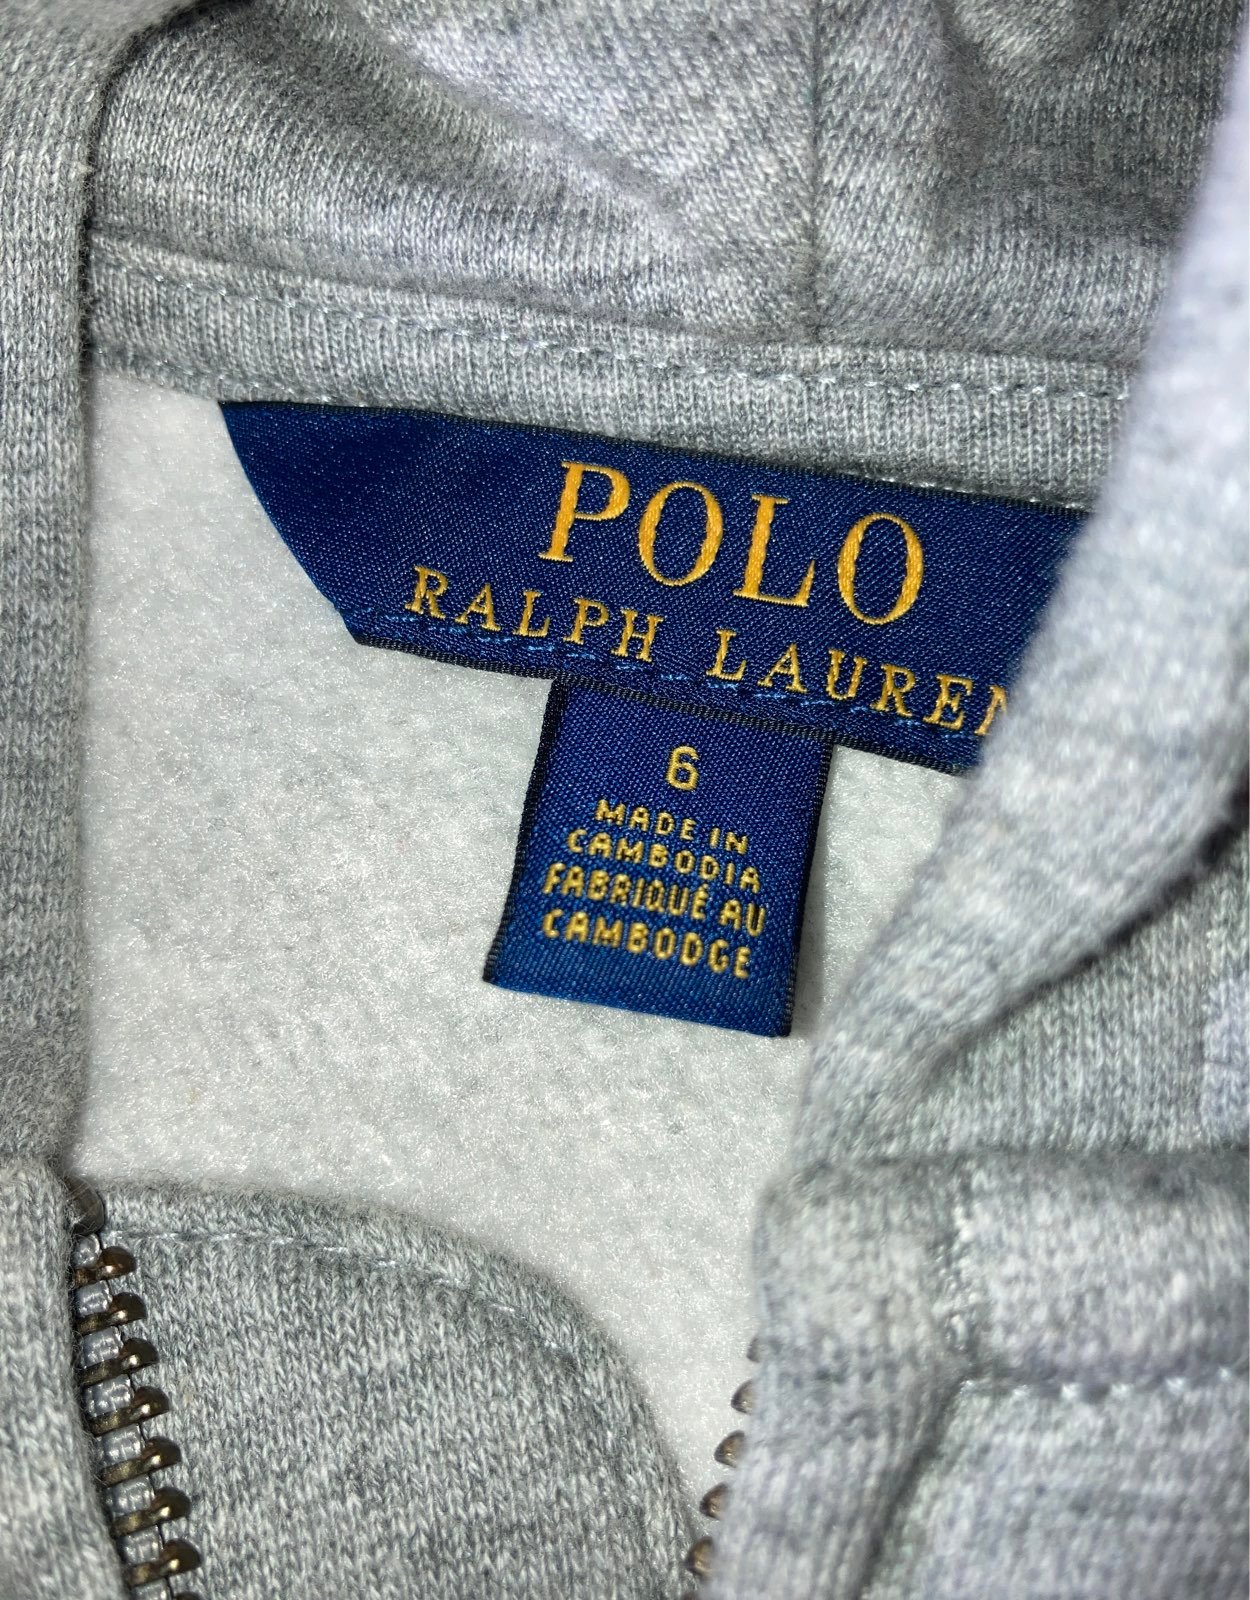 POLO
RALPH LAUREN
6
MADE IN
CAMBODIA
FABRIQUÉ AU
CAMBODGE